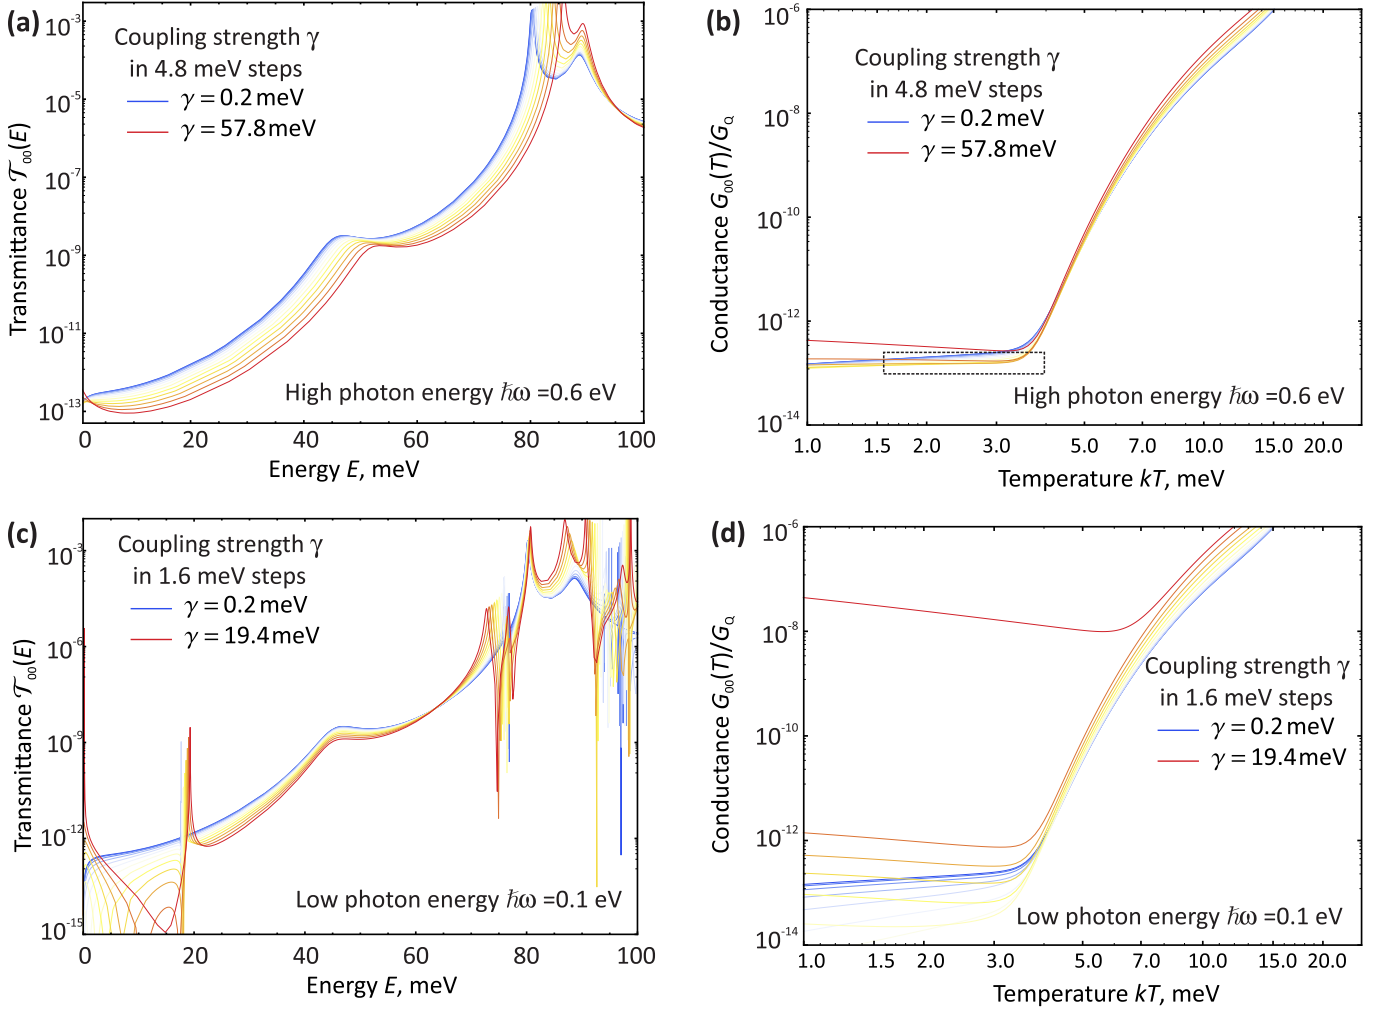 (a)
Coupling strength γ
in 4.8 meV steps
γ = 0.2 meV
γ = 57.8 meV
High photon energy ℏω =0.6 eV
Transmittance 𝒯₀₀(E)
10⁻³
10⁻⁵
10⁻⁷
10⁻⁹
10⁻¹¹
10⁻¹³
0 20 40 60 80 100
Energy E, meV
(b)
Coupling strength γ
in 4.8 meV steps
γ = 0.2 meV
γ = 57.8 meV
High photon energy ℏω =0.6 eV
Conductance G₀₀(T)/G_Q
10⁻⁶
10⁻⁸
10⁻¹⁰
10⁻¹²
10⁻¹⁴
1.0 1.5 2.0 3.0 5.0 7.0 10.0 15.0 20.0
Temperature kT, meV
(c)
Coupling strength γ
in 1.6 meV steps
γ = 0.2 meV
γ = 19.4 meV
Low photon energy ℏω =0.1 eV
Transmittance 𝒯₀₀(E)
10⁻³
10⁻⁶
10⁻⁹
10⁻¹²
10⁻¹⁵
0 20 40 60 80 100
Energy E, meV
(d)
Coupling strength γ
in 1.6 meV steps
γ = 0.2 meV
γ = 19.4 meV
Low photon energy ℏω =0.1 eV
Conductance G₀₀(T)/G_Q
10⁻⁶
10⁻⁸
10⁻¹⁰
10⁻¹²
10⁻¹⁴
1.0 1.5 2.0 3.0 5.0 7.0 10.0 15.0 20.0
Temperature kT, meV